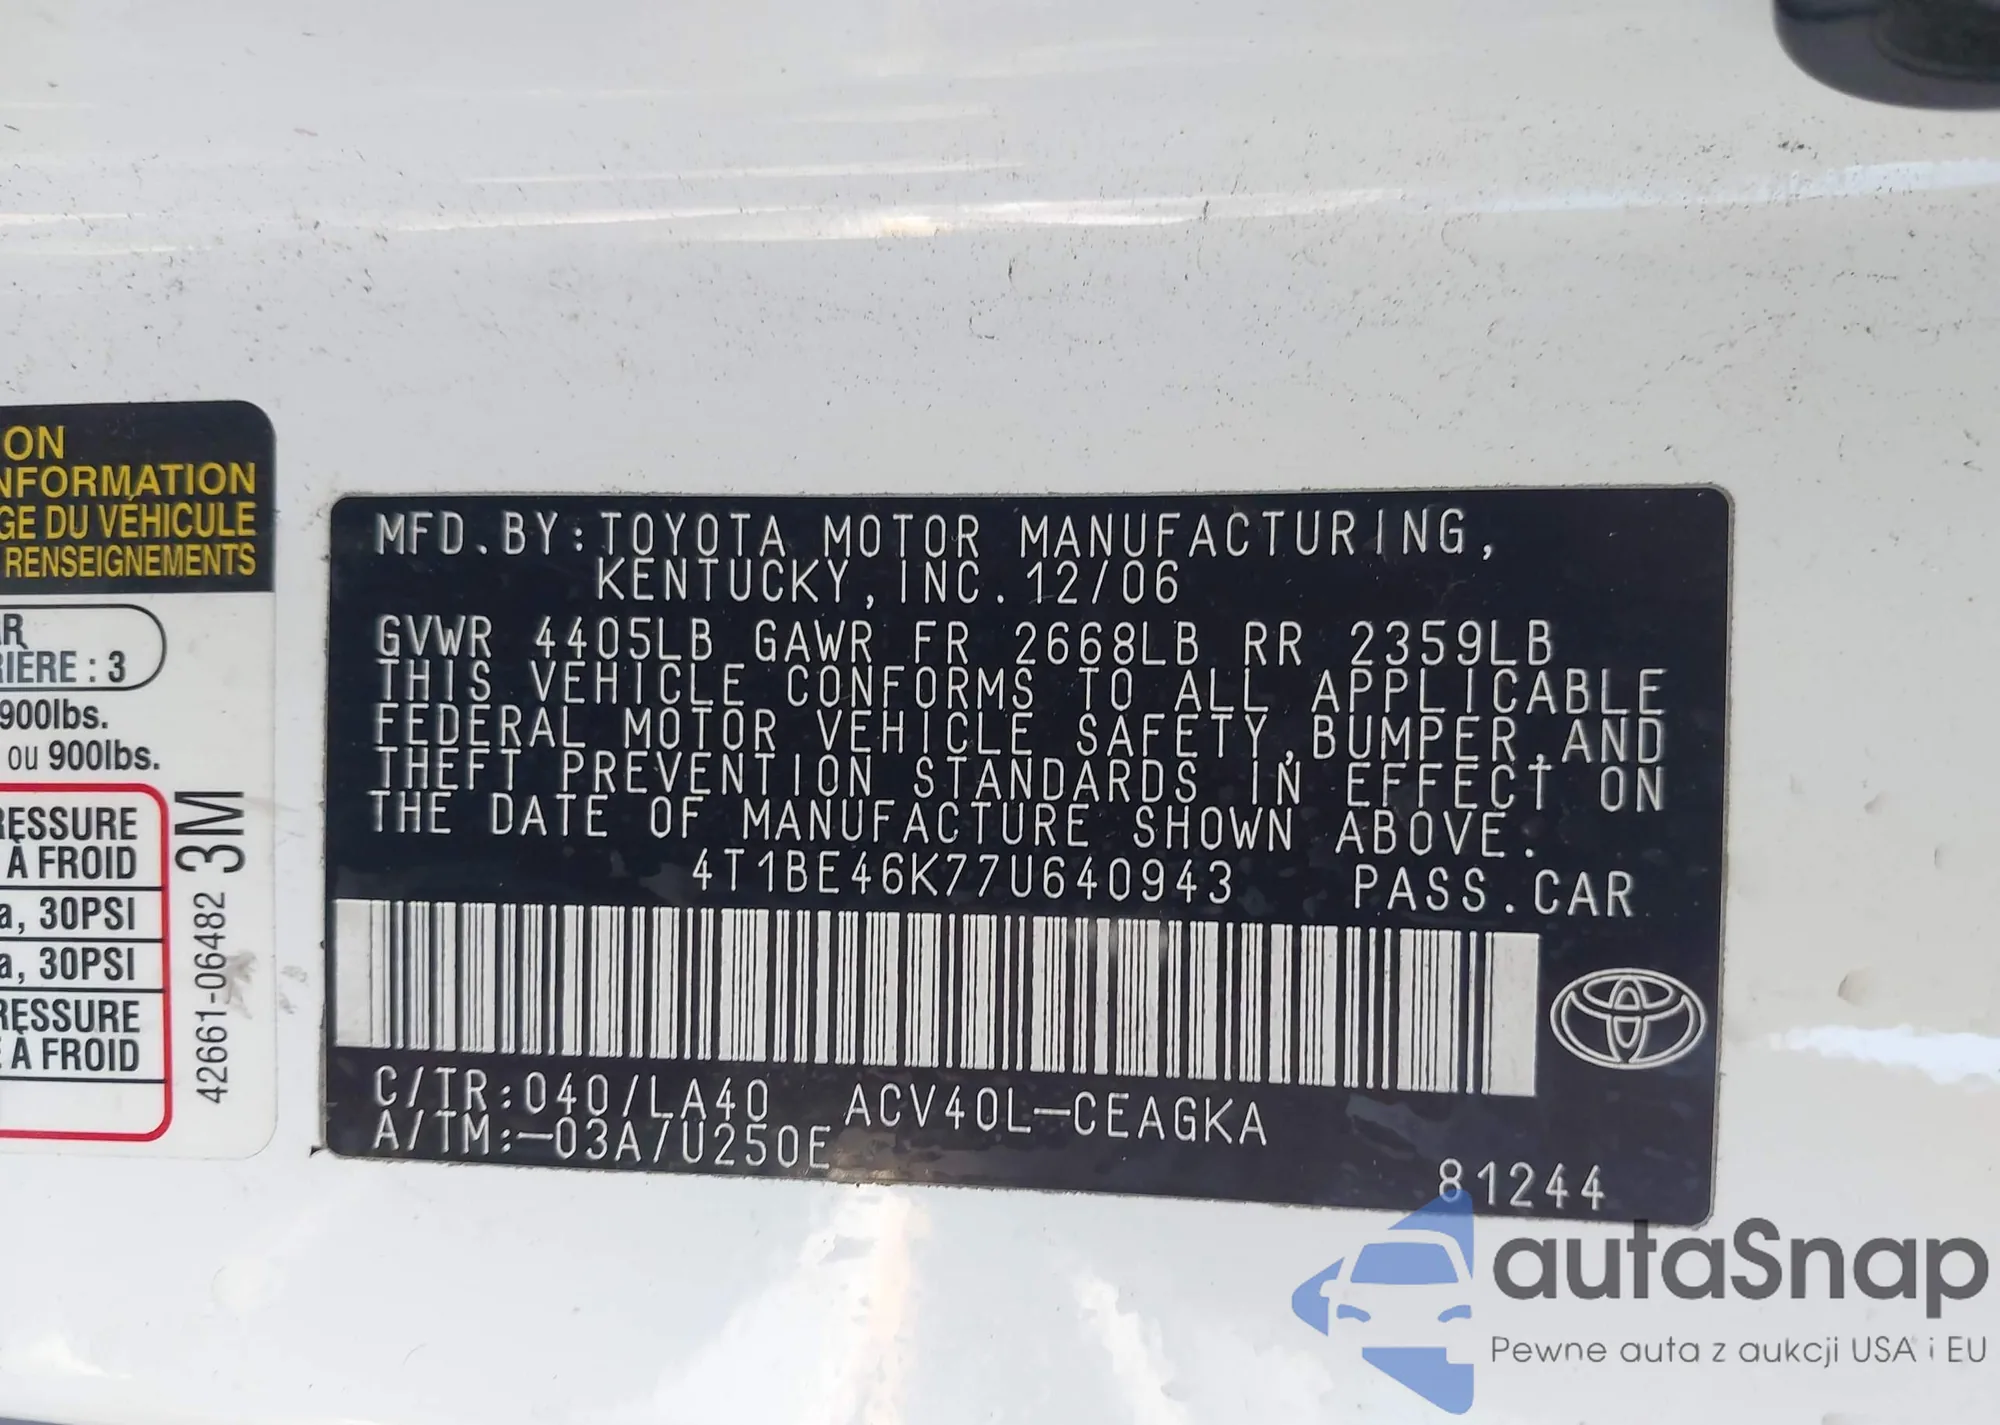 ON
NFORMATION
GE DU VÉHICULE
RENSEIGNEMENTS
RIÈRE : 3
900lbs.
ou 900lbs.
RESSURE
À FROID
a, 30PSI
a, 30PSI
RESSURE
À FROID
42661-06482 3M
MFD. BY: TOYOTA MOTOR MANUFACTURING,
KENTUCKY, INC. 12/06
GVWR 4405LB GAWR FR 2668LB RR 2359LB
THIS VEHICLE CONFORMS TO ALL APPLICABLE
FEDERAL MOTOR VEHICLE SAFETY, BUMPER, AND
THEFT PREVENTION STANDARDS IN EFFECT ON
THE DATE OF MANUFACTURE SHOWN ABOVE.
4T1BE46K77U640943 PASS. CAR
C/TR: 040/LA40 ACV40L-CEAGKA
A/TM:-03A/U250E
81244
autaSnap
Pewne auta z aukcji USA i EU